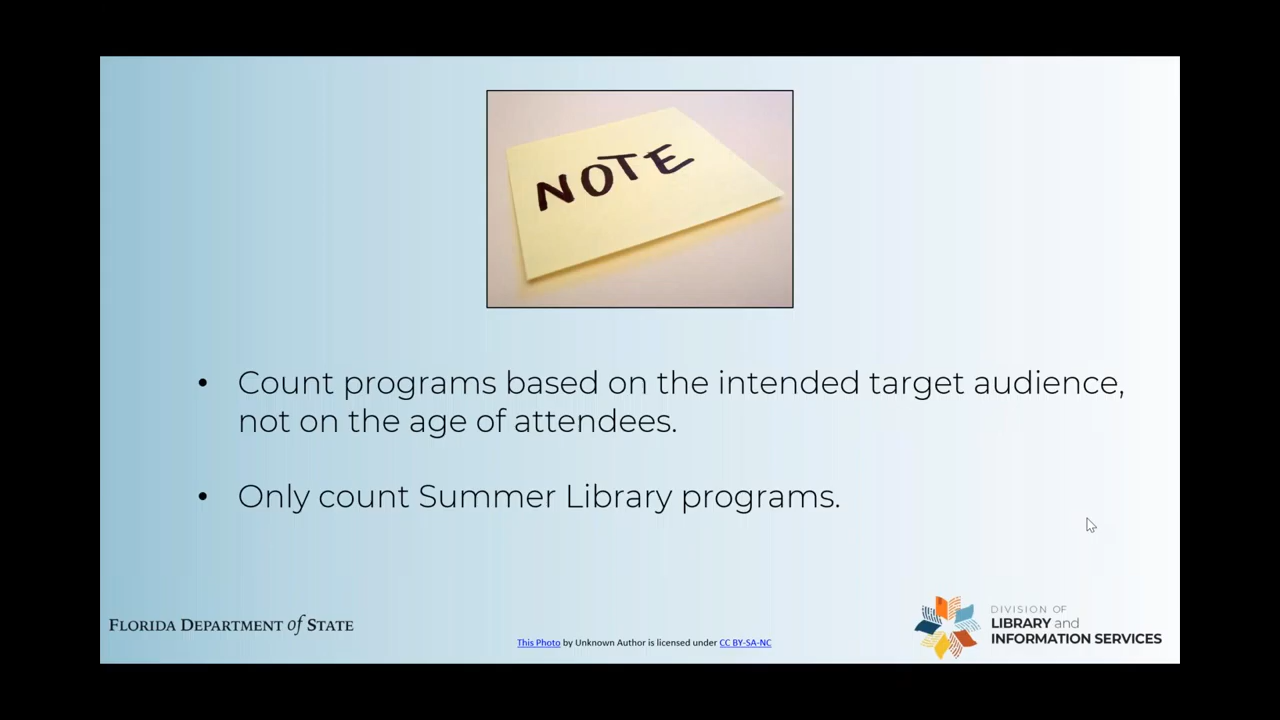 NOTE
• Count programs based on the intended target audience,
not on the age of attendees.
• Only count Summer Library programs.
FLORIDA DEPARTMENT of STATE
This Photo by Unknown Author is licensed under CC BY-SA-NC
DIVISION OF
LIBRARY and
INFORMATION SERVICES